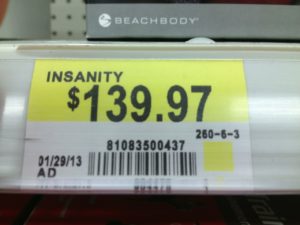 BEACHBODY
INSANITY
$139.97
81083500437
260-6-3
01/29/13
AD